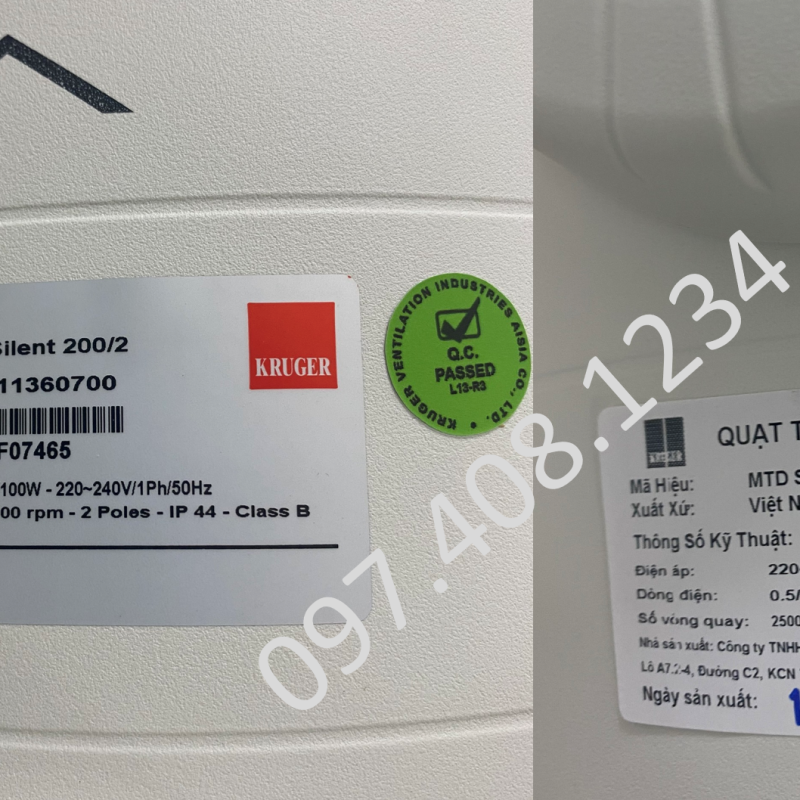 Silent 200/2
11360700
F07465
100W - 220~240V/1Ph/50Hz
00 rpm - 2 Poles - IP 44 - Class B
KRUGER
KRUGER VENTILATION INDUSTRIES AISIA CO., LTD.
Q.C.
PASSED
L13-R3
097.408.1234
KRUGER
QUẠT T
Mã Hiệu: MTD S
Xuất Xứ: Việt N
Thông Số Kỹ Thuật:
Điện áp: 220
Dòng điện: 0.5/
Số vòng quay: 2500
Nhà sản xuất: Công ty TNHH
Lô A7.2-4, Đường C2, KCN
Ngày sản xuất: 1